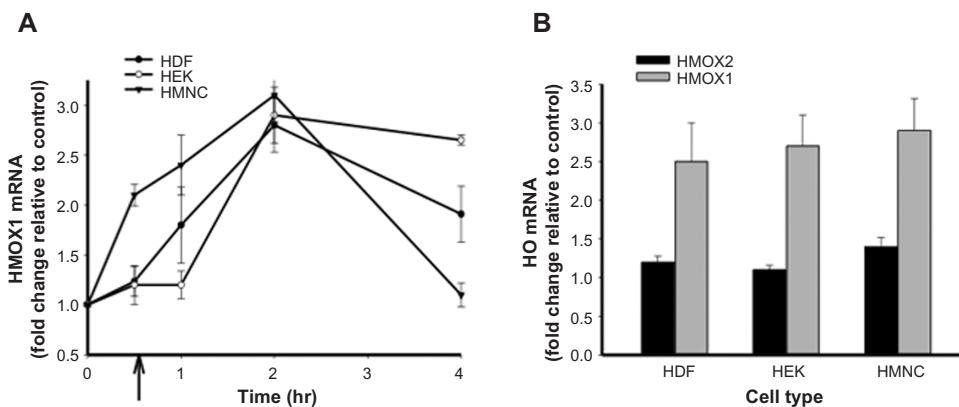 A
HDF
HEK
HMNC
HMOX1 mRNA
(fold change relative to control)
3.0
2.5
2.0
1.5
1.0
0.5
0
1
2
3
4
Time (hr)
B
HMOX2
HMOX1
HO mRNA
(fold change relative to control)
3.5
3.0
2.5
2.0
1.5
1.0
0.5
0.0
HDF
HEK
HMNC
Cell type